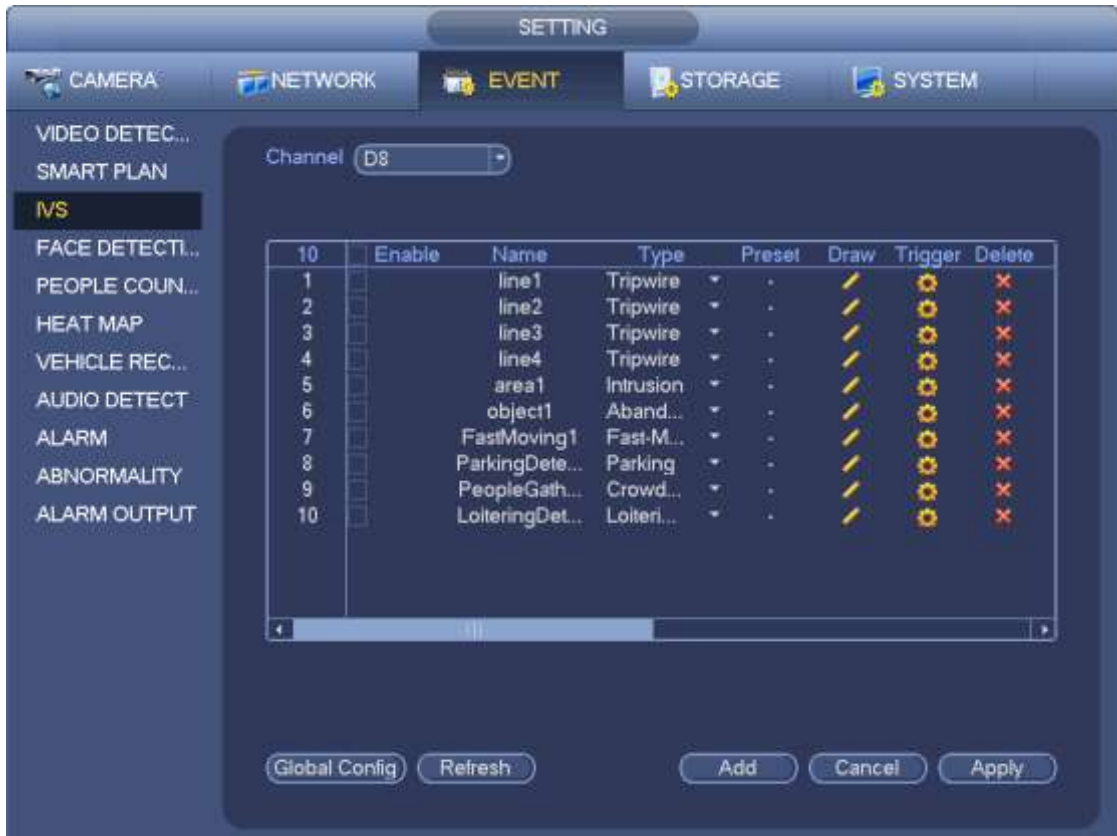 SETTING
CAMERA NETWORK EVENT STORAGE SYSTEM
VIDEO DETEC...
SMART PLAN
IVS
FACE DETECTI...
PEOPLE COUN...
HEAT MAP
VEHICLE REC...
AUDIO DETECT
ALARM
ABNORMALITY
ALARM OUTPUT
Channel D8
10 Enable Name Type Preset Draw Trigger Delete
1 line1 Tripwire -
2 line2 Tripwire -
3 line3 Tripwire -
4 line4 Tripwire -
5 area1 Intrusion -
6 object1 Aband... -
7 FastMoving1 Fast-M... -
8 ParkingDete... Parking -
9 PeopleGath... Crowd... -
10 LoiteringDet... Loiteri... -
Global Config Refresh Add Cancel Apply